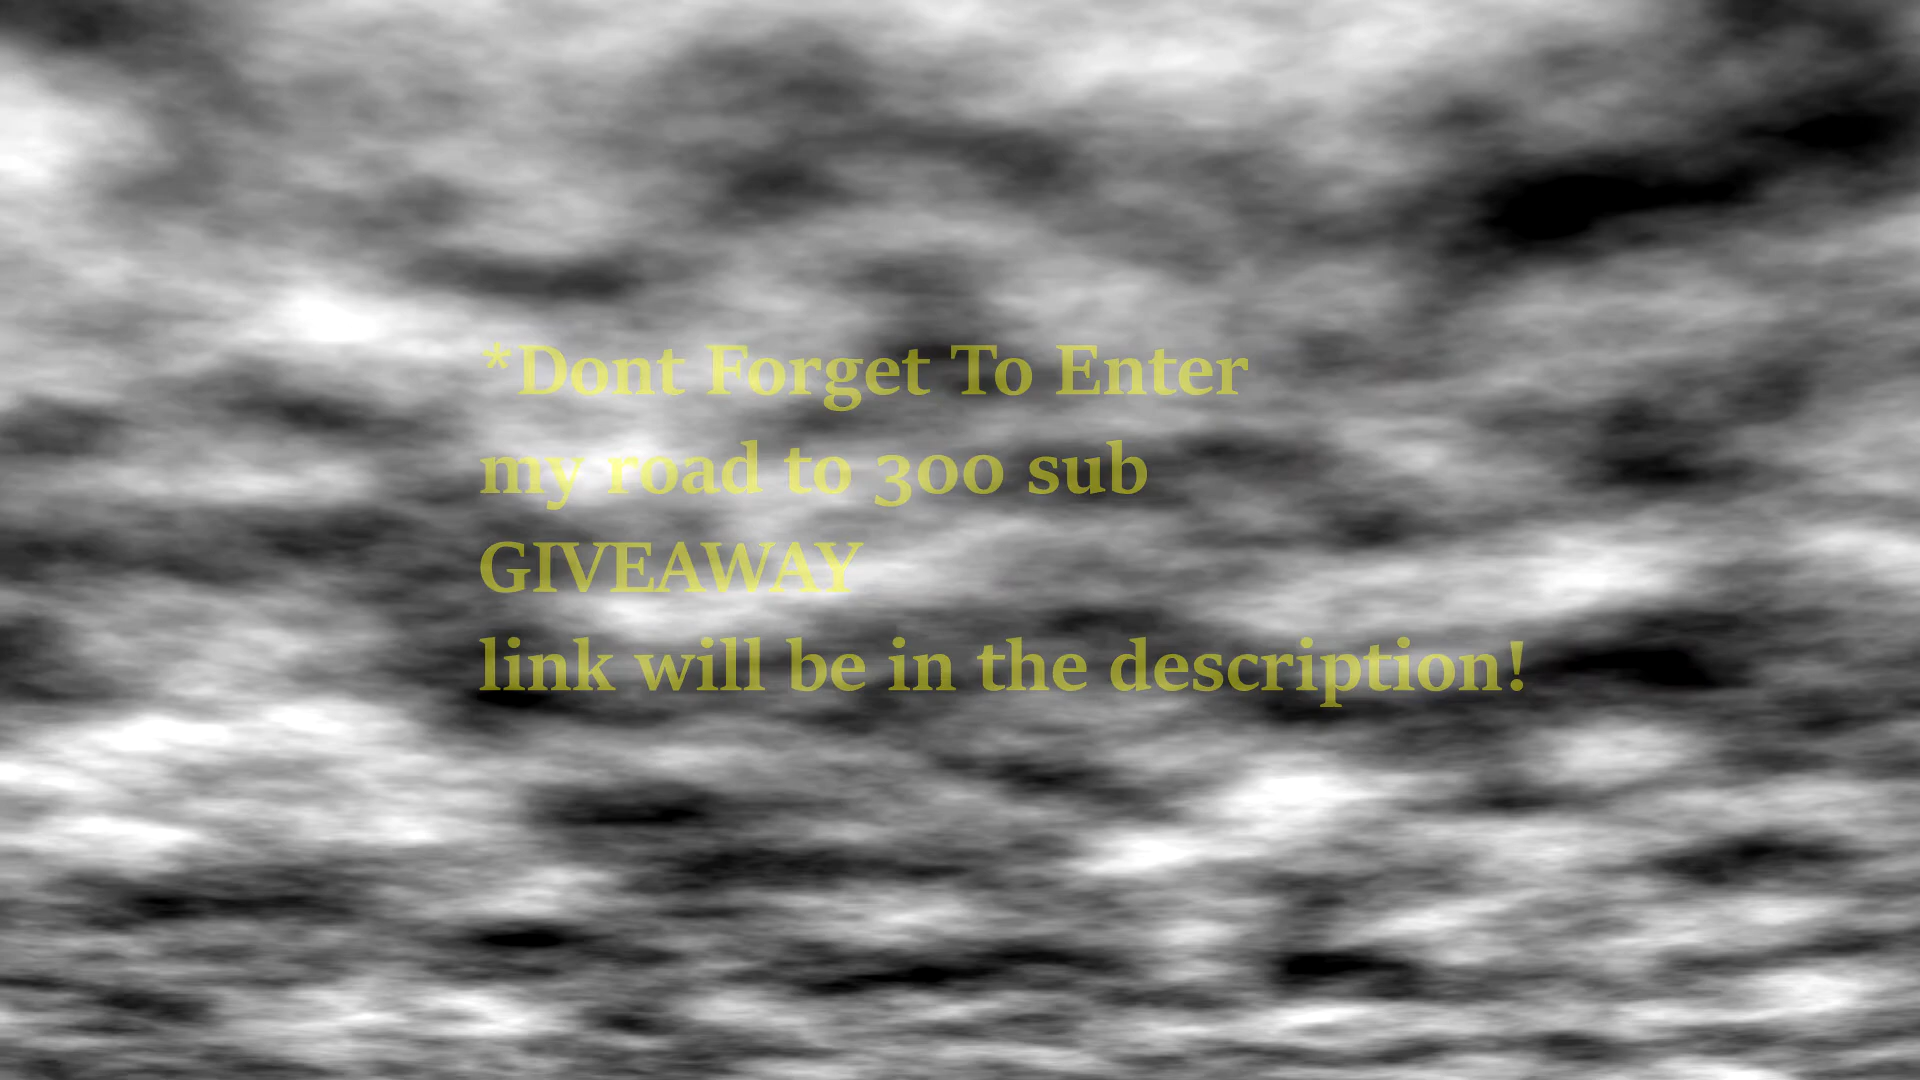 *Dont Forget To Enter
my road to 300 sub
GIVEAWAY
link will be in the description!